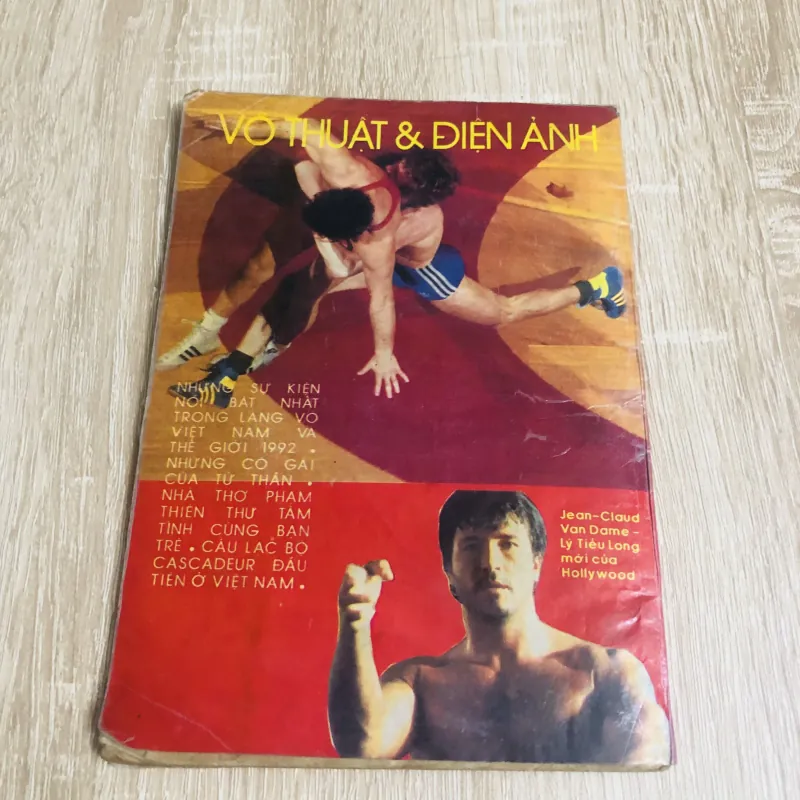 VÕ THUẬT & ĐIỆN ẢNH
NHỮNG SỰ KIỆN
NỔI BẬT NHẤT
TRONG LÀNG VÕ
VIỆT NAM VÀ
THẾ GIỚI 1992 •
NHỮNG CÔ GÁI
CỦA TỬ THẦN •
NHÀ THƠ PHẠM
THIÊN THƯ TÂM
TÌNH CÙNG BẠN
TRẺ • CÂU LẠC BỘ
CASCADEUR ĐẦU
TIÊN Ở VIỆT NAM •
Jean-Claud
Van Dame -
Lý Tiểu Long
mới của
Hollywood